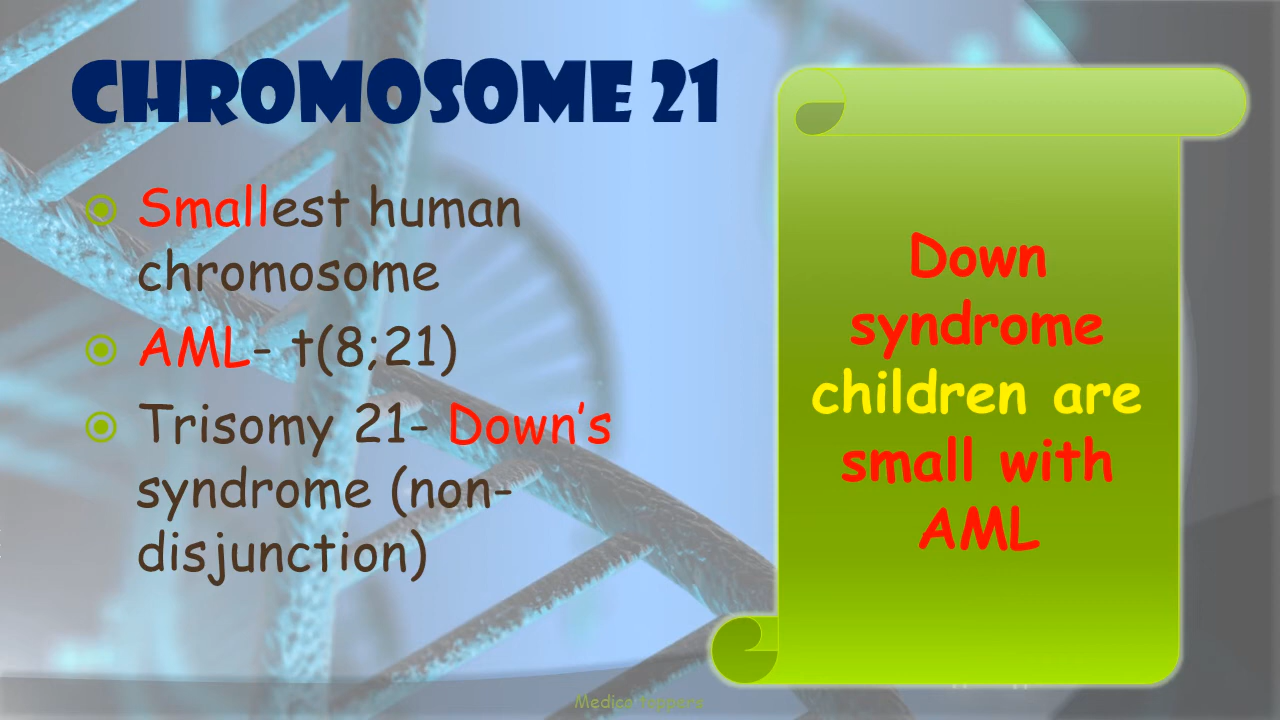 CHROMOSOME 21
Smallest human
chromosome
AML- t(8;21)
Trisomy 21- Down's
syndrome (non-
disjunction)
Down
syndrome
children are
small with
AML
Medico toppers